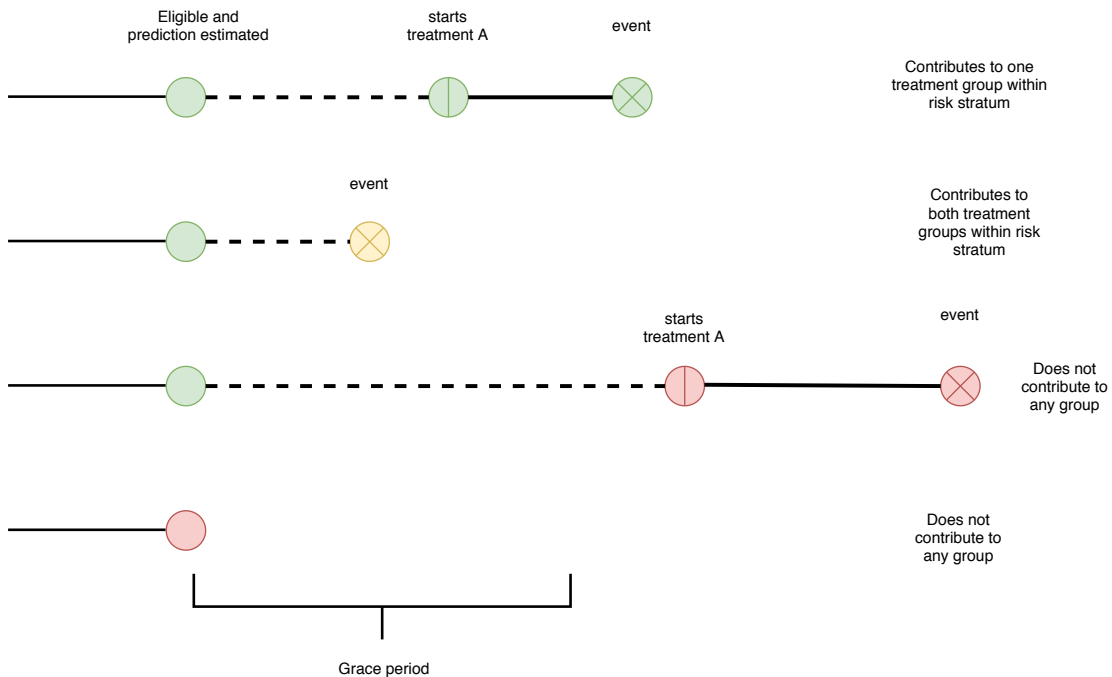 Eligible and
prediction estimated
starts
treatment A
event
Contributes to one
treatment group within
risk stratum
event
Contributes to
both treatment
groups within risk
stratum
starts
treatment A
event
Does not
contribute to
any group
Does not
contribute to
any group
Grace period